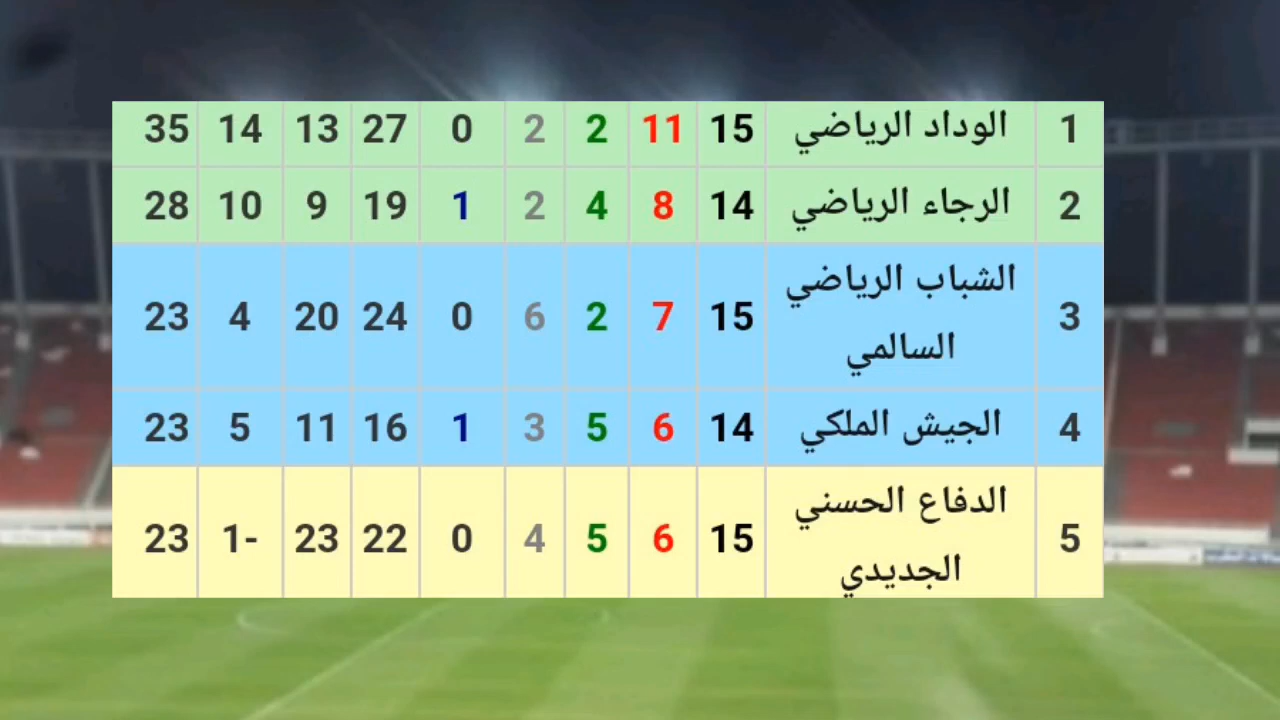 1 الوداد الرياضي 15 11 2 2 0 27 13 14 35
2 الرجاء الرياضي 14 8 4 2 1 19 9 10 28
3 الشباب الرياضي السالمي 15 7 2 6 0 24 20 4 23
4 الجيش الملكي 14 6 5 3 1 16 11 5 23
5 الدفاع الحسني الجديدي 15 6 5 4 0 22 23 1- 23